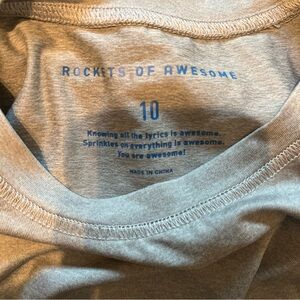 ROCKETS OF AWESOME
10
Knowing all the lyrics is awesome.
Sprinkles on everything is awesome.
You are awesome!
MADE IN CHINA